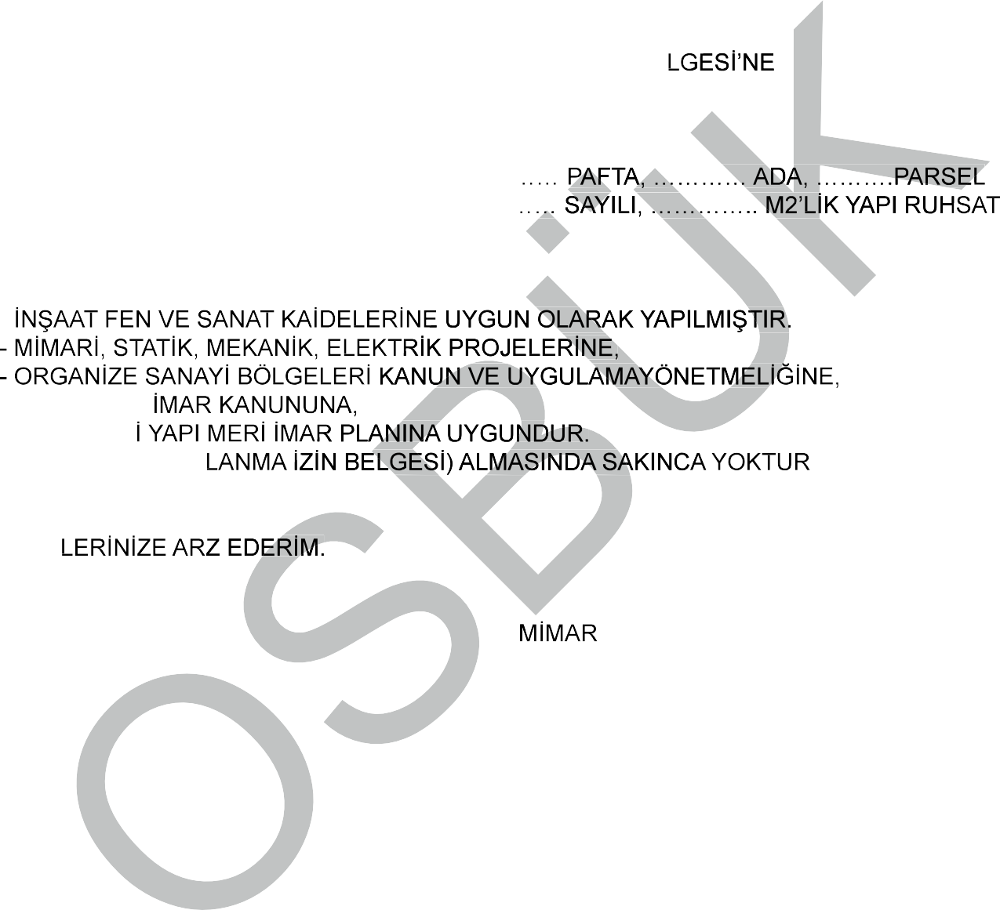 LGESİ’NE
..... PAFTA, ………… ADA, ……….PARSEL
..... SAYILI, ………….. M2’LİK YAPI RUHSAT
İNŞAAT FEN VE SANAT KAİDELERİNE UYGUN OLARAK YAPILMIŞTIR.
- MİMARİ, STATİK, MEKANİK, ELEKTRİK PROJELERİNE,
- ORGANİZE SANAYİ BÖLGELERİ KANUN VE UYGULAMAYÖNETMELİĞİNE,
İMAR KANUNUNA,
İ YAPI MERİ İMAR PLANINA UYGUNDUR.
LANMA İZİN BELGESİ) ALMASINDA SAKINCA YOKTUR
LERİNİZE ARZ EDERİM.
MİMAR
OSBÜK